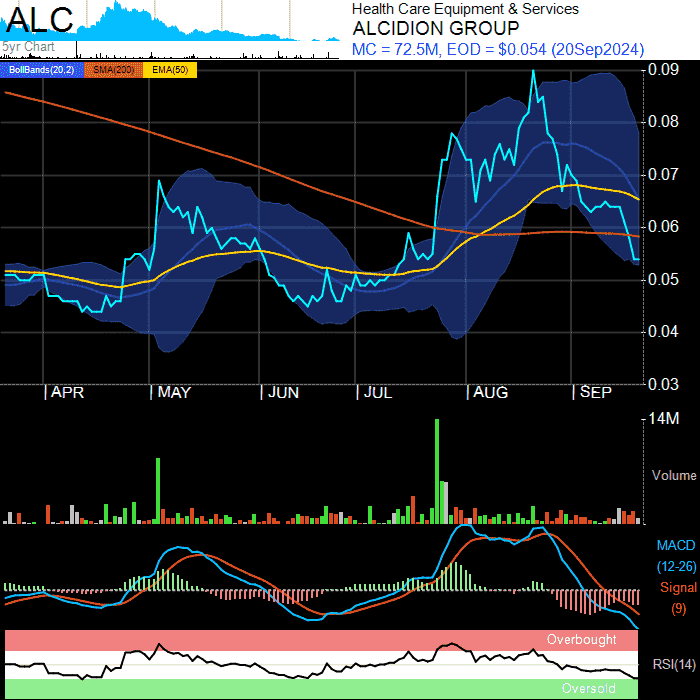 ALC
5yr Chart
Health Care Equipment & Services
ALCIDION GROUP
MC = 72.5M, EOD = $0.054 (20Sep2024)
BollBands(20,2) SMA(200) EMA(50)
0.09
0.08
0.07
0.06
0.05
0.04
0.03
APR MAY JUN JUL AUG SEP
14M
Volume
MACD
(12-26)
Signal
(9)
Overbought
RSI(14)
Oversold